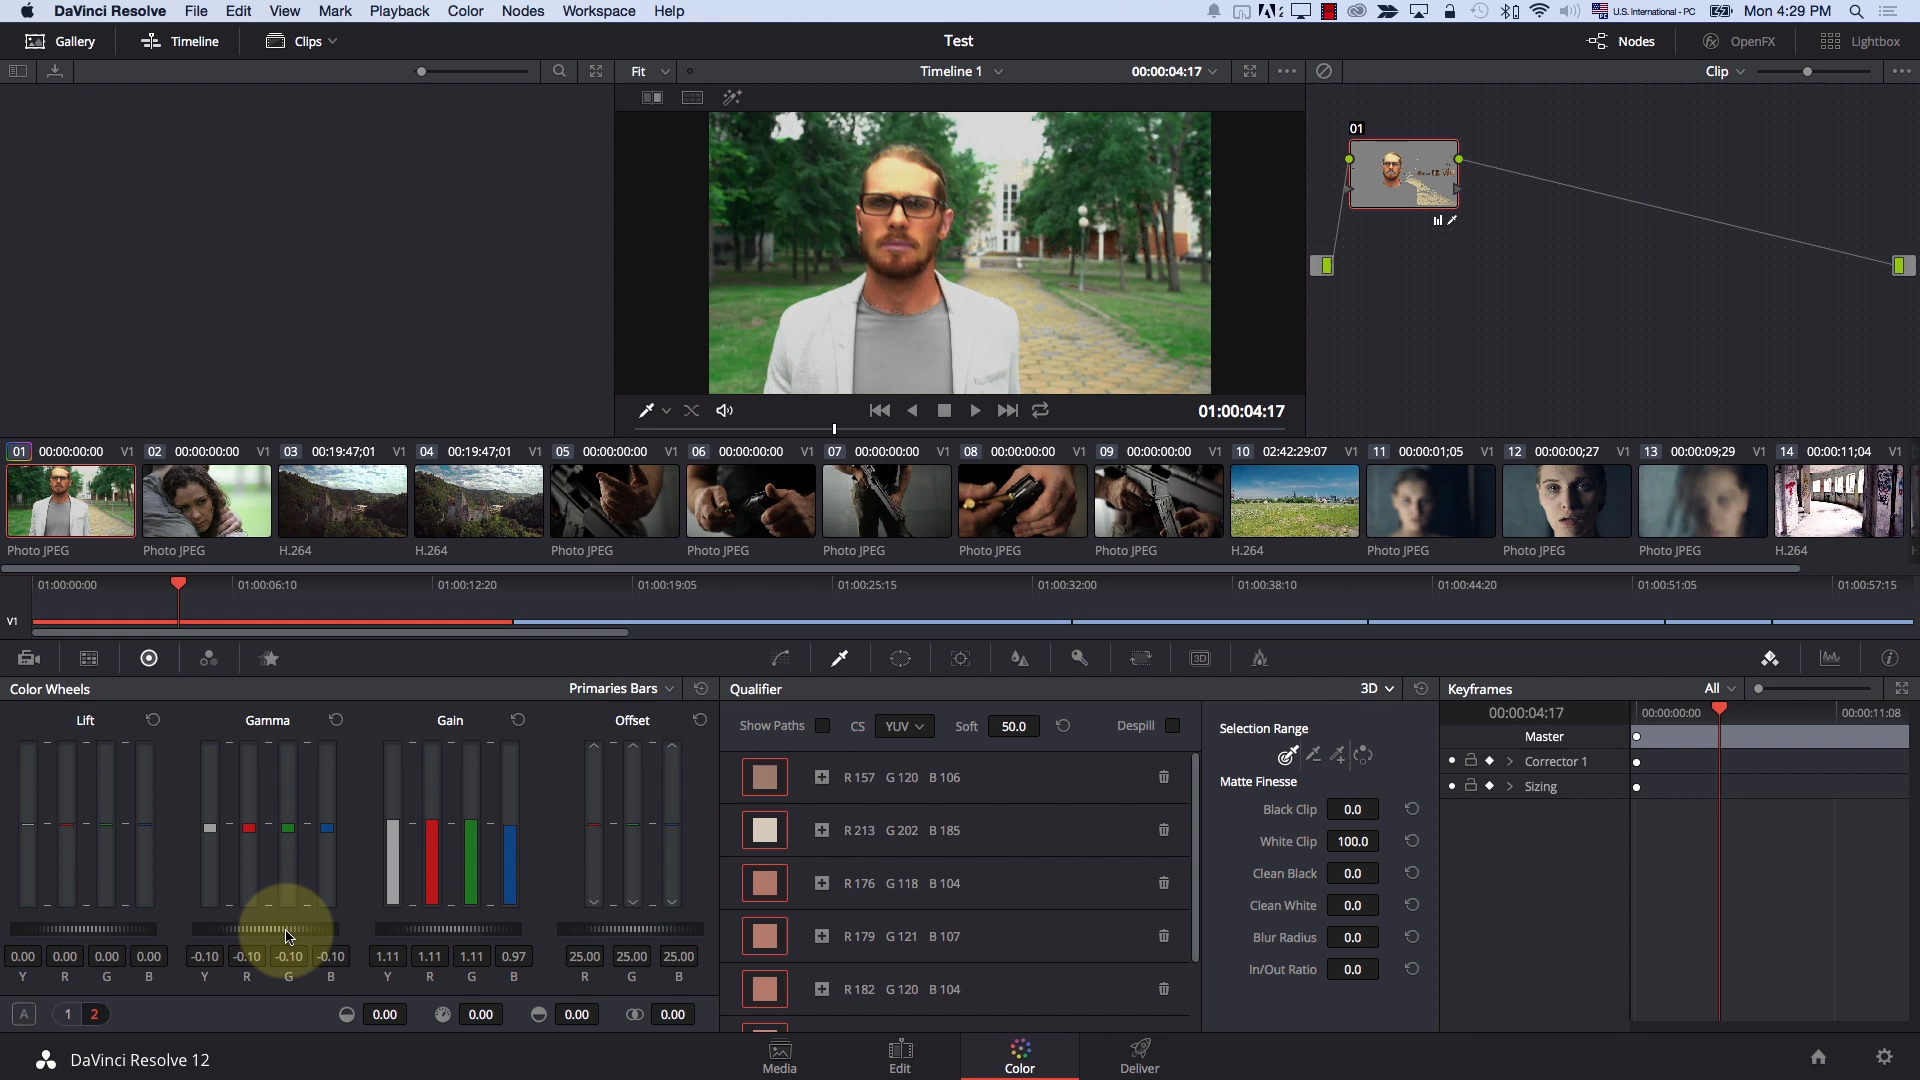 DaVinci Resolve File Edit View Mark Playback Color Nodes Workspace Help
2 U.S. International - PC Mon 4:29 PM
Gallery Timeline Clips Test Nodes OpenFX Lightbox
Fit Timeline 1 00:00:04:17 Clip
01
01:00:04:17
01 00:00:00:00 V1 02 00:00:00:00 V1 03 00:19:47;01 V1 04 00:19:47;01 V1 05 00:00:00:00 V1 06 00:00:00:00 V1 07 00:00:00:00 V1 08 00:00:00:00 V1 09 00:00:00:00 V1 10 02:42:29:07 V1 11 00:00:01;05 V1 12 00:00:00;27 V1 13 00:00:09;29 V1 14 00:00:11;04 V1
Photo JPEG Photo JPEG H.264 H.264 Photo JPEG Photo JPEG Photo JPEG Photo JPEG Photo JPEG H.264 Photo JPEG Photo JPEG Photo JPEG H.264
01:00:00:00 01:00:06:10 01:00:12:20 01:00:19:05 01:00:25:15 01:00:32:00 01:00:38:10 01:00:44:20 01:00:51:05 01:00:57:15
V1
3D
Color Wheels Primaries Bars Qualifier 3D Keyframes All
Lift Gamma Gain Offset
Show Paths CS YUV Soft 50.0 Despill
R 157 G 120 B 106
R 213 G 202 B 185
R 176 G 118 B 104
R 179 G 121 B 107
R 182 G 120 B 104
Selection Range
Matte Finesse
Black Clip 0.0
White Clip 100.0
Clean Black 0.0
Clean White 0.0
Blur Radius 0.0
In/Out Ratio 0.0
00:00:04:17 00:00:00:00 00:00:11:08
Master
Corrector 1
Sizing
0.00 0.00 0.00 0.00 -0.10 -0.10 -0.10 -0.10 1.11 1.11 1.11 0.97 25.00 25.00 25.00
Y R G B Y R G B Y R G B R G B
A 1 2 0.00 0.00 0.00 0.00
DaVinci Resolve 12 Media Edit Color Deliver